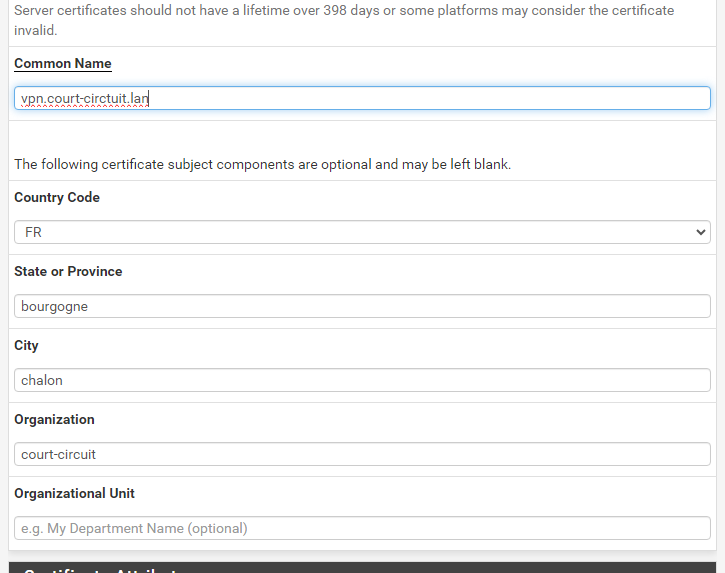 Server certificates should not have a lifetime over 398 days or some platforms may consider the certificate
invalid.
Common Name
vpn.court-circtuit.lan
The following certificate subject components are optional and may be left blank.
Country Code
FR
State or Province
bourgogne
City
chalon
Organization
court-circuit
Organizational Unit
e.g. My Department Name (optional)